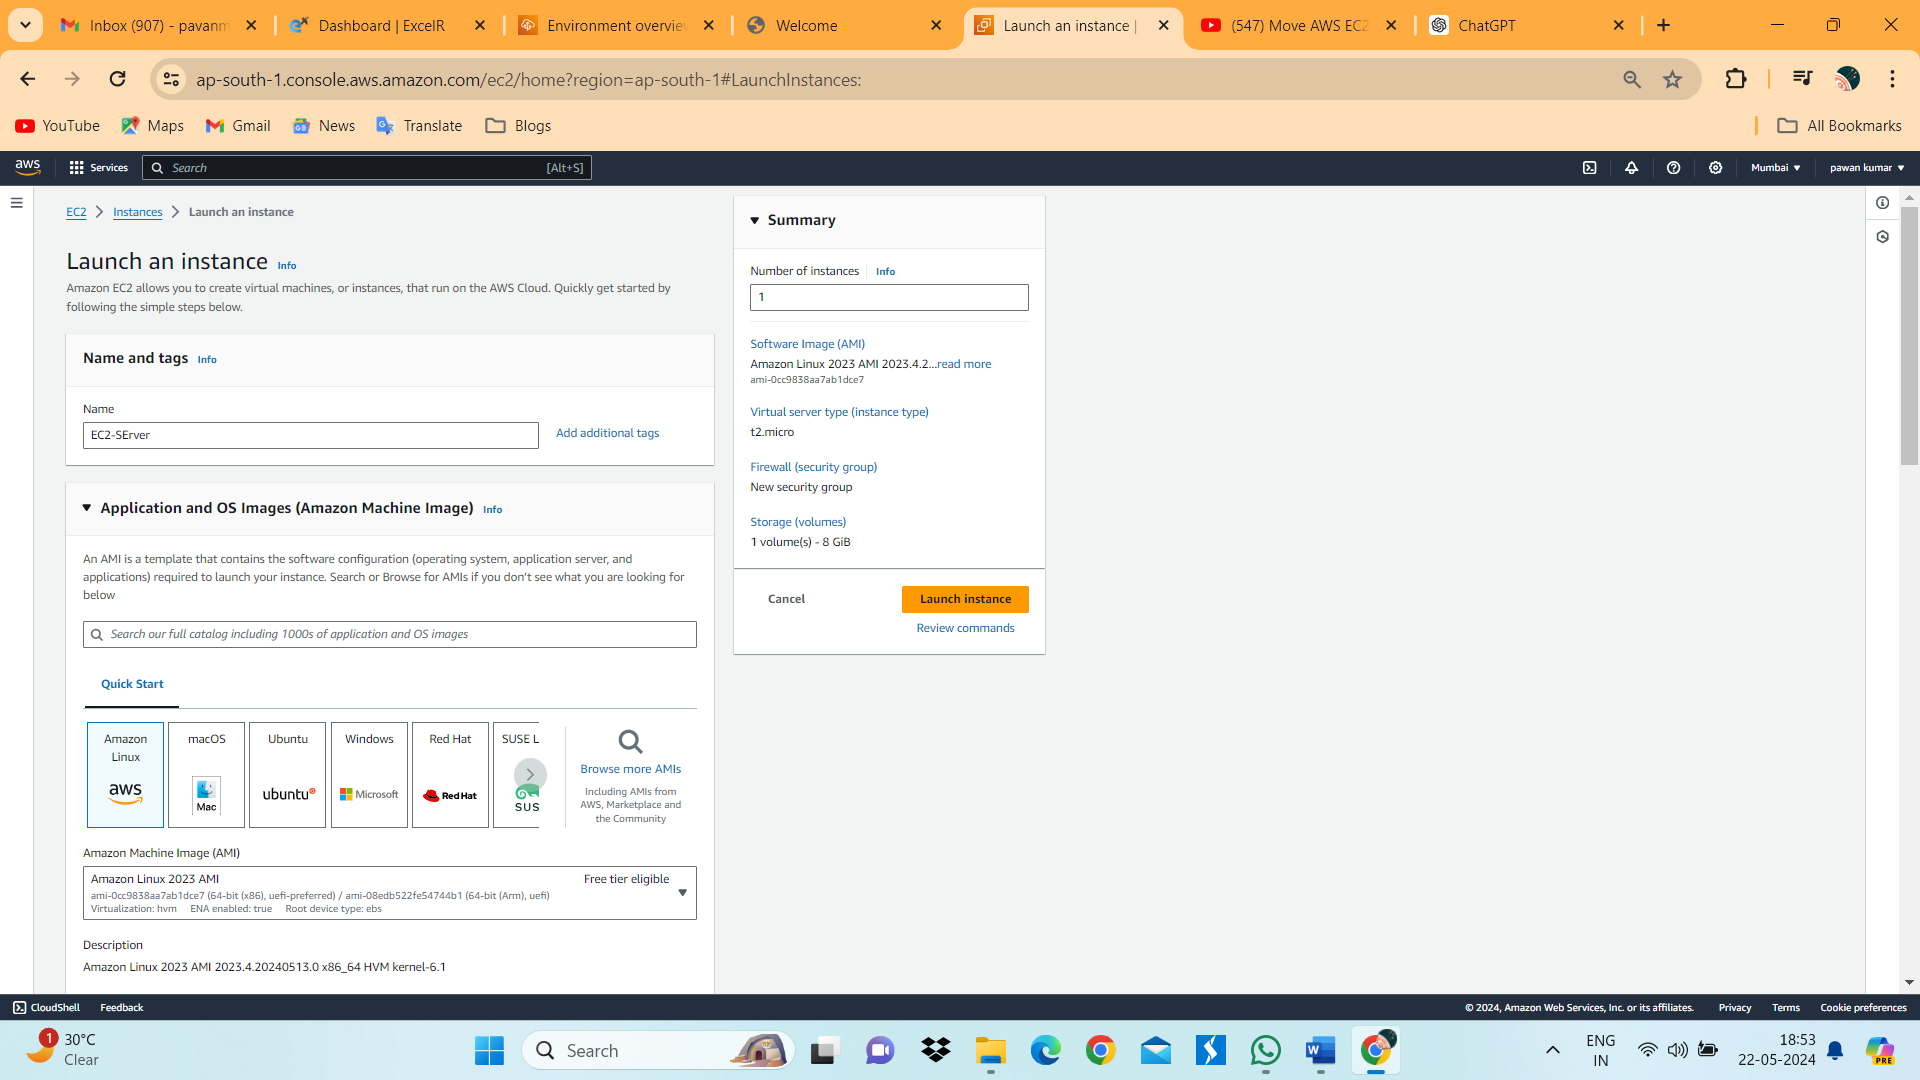 Inbox (907) - pavanm
Dashboard | ExcelR
Environment overvie
Welcome
Launch an instance |
(547) Move AWS EC2
ChatGPT
ap-south-1.console.aws.amazon.com/ec2/home?region=ap-south-1#LaunchInstances:
YouTube
Maps
Gmail
News
Translate
Blogs
All Bookmarks
aws
Services
Search
[Alt+S]
Mumbai
pawan kumar
EC2
Instances
Launch an instance
Launch an instance Info
Amazon EC2 allows you to create virtual machines, or instances, that run on the AWS Cloud. Quickly get started by
following the simple steps below.
Name and tags Info
Name
EC2-SErver
Add additional tags
Application and OS Images (Amazon Machine Image) Info
An AMI is a template that contains the software configuration (operating system, application server, and
applications) required to launch your instance. Search or Browse for AMIs if you don't see what you are looking for
below
Search our full catalog including 1000s of application and OS images
Quick Start
Amazon
Linux
aws
macOS
Mac
Ubuntu
ubuntu
Windows
Microsoft
Red Hat
Red Hat
SUSE L
SUS
Browse more AMIs
Including AMIs from
AWS, Marketplace and
the Community
Amazon Machine Image (AMI)
Amazon Linux 2023 AMI
Free tier eligible
ami-0cc9838aa7ab1dce7 (64-bit (x86), uefi-preferred) / ami-08edb522fe54744b1 (64-bit (Arm), uefi)
Virtualization: hvm ENA enabled: true Root device type: ebs
Description
Amazon Linux 2023 AMI 2023.4.20240513.0 x86_64 HVM kernel-6.1
Summary
Number of instances Info
1
Software Image (AMI)
Amazon Linux 2023 AMI 2023.4.2...read more
ami-0cc9838aa7ab1dce7
Virtual server type (instance type)
t2.micro
Firewall (security group)
New security group
Storage (volumes)
1 volume(s) - 8 GiB
Cancel
Launch instance
Review commands
CloudShell
Feedback
© 2024, Amazon Web Services, Inc. or its affiliates.
Privacy
Terms
Cookie preferences
1
30°C
Clear
Search
ENG
IN
18:53
22-05-2024
PRE